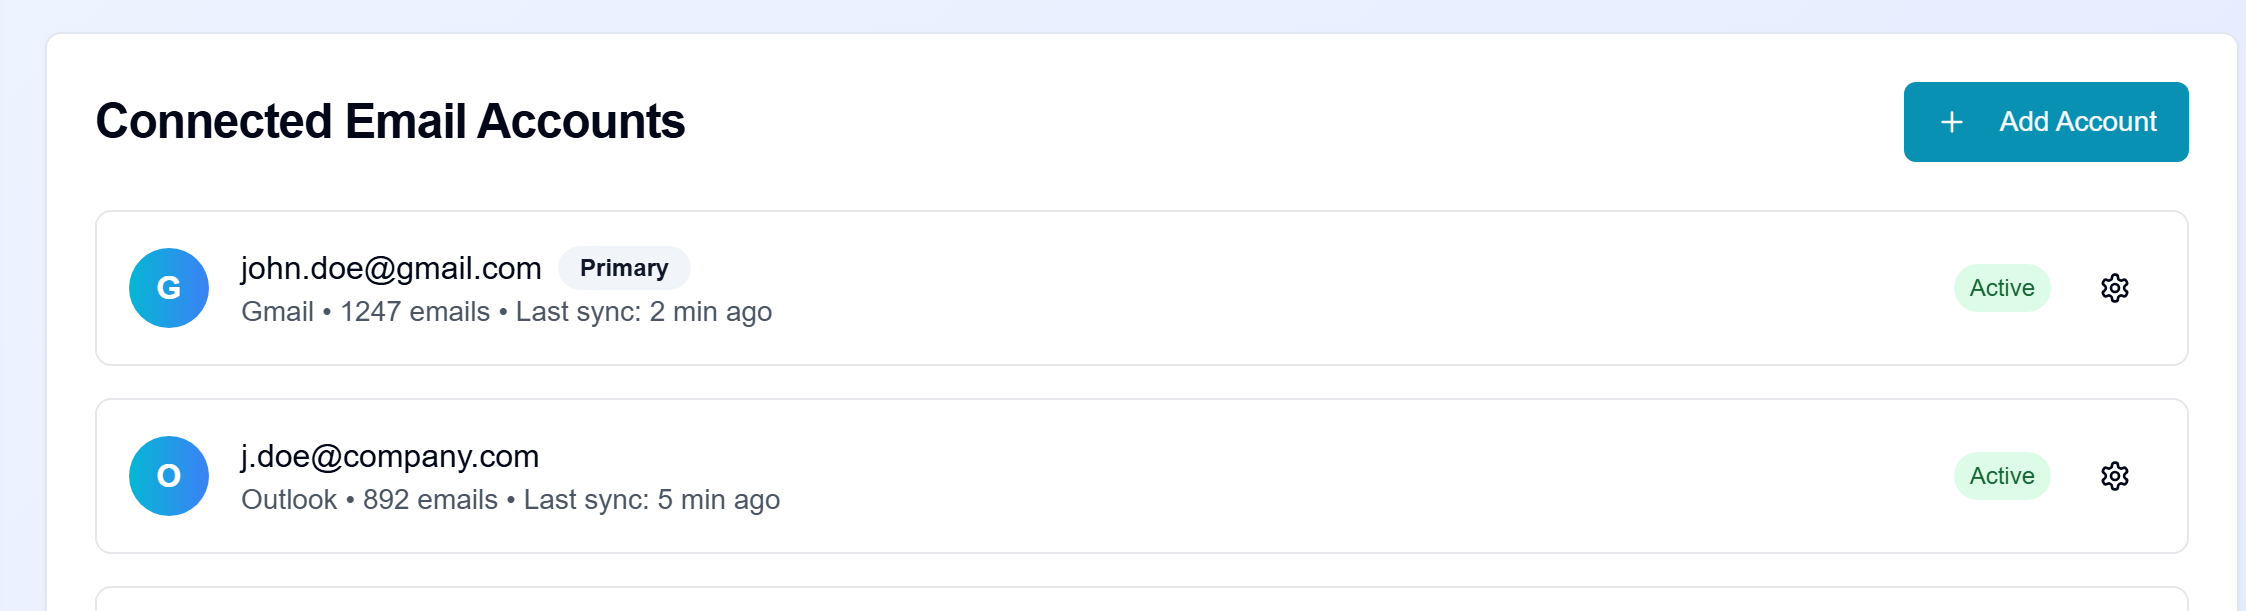 Connected Email Accounts
+ Add Account
G
john.doe@gmail.com Primary
Gmail • 1247 emails • Last sync: 2 min ago
Active
O
j.doe@company.com
Outlook • 892 emails • Last sync: 5 min ago
Active